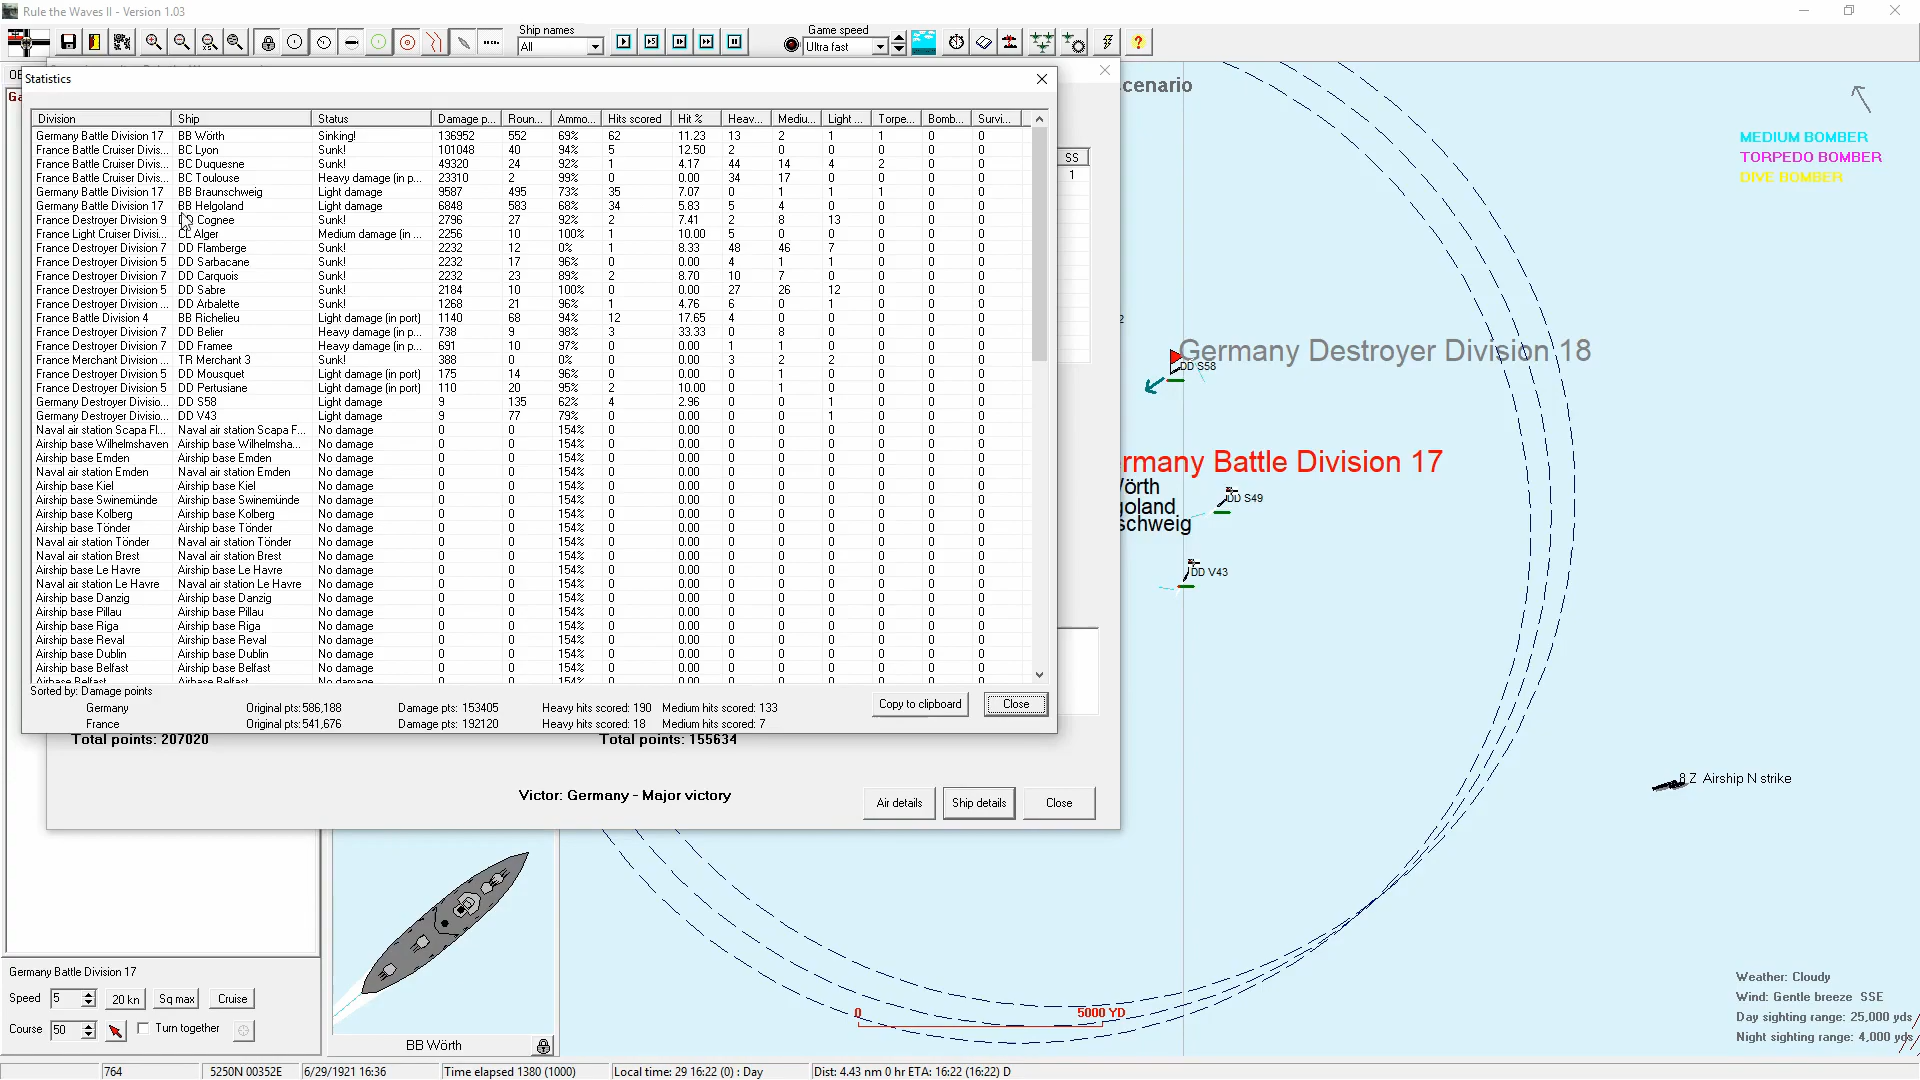 Rule the Waves II - Version 1.03
Ship names
All
Game speed
Ultra fast
Statistics
Division Ship Status Damage p... Roun... Ammo... Hits scored Hit % Heav... Mediu... Light ... Torpe... Bomb... Survi...
Germany Battle Division 17 BB Wörth Sinking! 136952 552 69% 62 11.23 13 2 1 1 0 0
France Battle Cruiser Divis... BC Lyon Sunk! 101048 40 94% 5 12.50 2 0 0 0 0 0
France Battle Cruiser Divis... BC Duquesne Sunk! 49320 24 92% 1 4.17 44 14 4 2 0 0
France Battle Cruiser Divis... BC Toulouse Heavy damage (in p... 23310 2 99% 0 0.00 34 17 0 0 0 0
Germany Battle Division 17 BB Braunschweig Light damage 9587 495 73% 35 7.07 0 1 1 1 0 0
Germany Battle Division 17 BB Helgoland Light damage 6848 583 68% 34 5.83 5 4 0 0 0 0
France Destroyer Division 9 DD Cognee Sunk! 2796 27 92% 2 7.41 2 8 13 0 0 0
France Light Cruiser Divisi... CL Alger Medium damage (in ... 2256 10 100% 1 10.00 5 0 0 0 0 0
France Destroyer Division 7 DD Flamberge Sunk! 2232 12 0% 1 8.33 48 46 7 0 0 0
France Destroyer Division 5 DD Sarbacane Sunk! 2232 17 96% 0 0.00 4 1 1 0 0 0
France Destroyer Division 7 DD Carquois Sunk! 2232 23 89% 2 8.70 10 7 0 0 0 0
France Destroyer Division 5 DD Sabre Sunk! 2184 10 100% 0 0.00 27 26 12 0 0 0
France Destroyer Division ... DD Arbalette Sunk! 1268 21 96% 1 4.76 6 0 1 0 0 0
France Battle Division 4 BB Richelieu Light damage (in port) 1140 68 94% 12 17.65 4 0 0 0 0 0
France Destroyer Division 7 DD Belier Heavy damage (in p... 738 9 98% 3 33.33 0 8 0 0 0 0
France Destroyer Division 7 DD Framee Heavy damage (in p... 691 10 97% 0 0.00 1 1 0 0 0 0
France Merchant Division ... TR Merchant 3 Sunk! 388 0 0% 0 0.00 3 2 2 0 0 0
France Destroyer Division 5 DD Mousquet Light damage (in port) 175 14 96% 0 0.00 0 1 0 0 0 0
France Destroyer Division 5 DD Pertusiane Light damage (in port) 110 20 95% 2 10.00 0 1 0 0 0 0
Germany Destroyer Divisio... DD S58 Light damage 9 135 62% 4 2.96 0 0 1 0 0 0
Germany Destroyer Divisio... DD V43 Light damage 9 77 79% 0 0.00 0 0 1 0 0 0
Naval air station Scapa Fl... Naval air station Scapa F... No damage 0 0 154% 0 0.00 0 0 0 0 0 0
Airship base Wilhelmshaven Airship base Wilhelmsha... No damage 0 0 154% 0 0.00 0 0 0 0 0 0
Airship base Emden Airship base Emden No damage 0 0 154% 0 0.00 0 0 0 0 0 0
Naval air station Emden Naval air station Emden No damage 0 0 154% 0 0.00 0 0 0 0 0 0
Airship base Kiel Airship base Kiel No damage 0 0 154% 0 0.00 0 0 0 0 0 0
Airship base Swinemünde Airship base Swinemünde No damage 0 0 154% 0 0.00 0 0 0 0 0 0
Airship base Kolberg Airship base Kolberg No damage 0 0 154% 0 0.00 0 0 0 0 0 0
Airship base Tönder Airship base Tönder No damage 0 0 154% 0 0.00 0 0 0 0 0 0
Naval air station Tönder Naval air station Tönder No damage 0 0 154% 0 0.00 0 0 0 0 0 0
Naval air station Brest Naval air station Brest No damage 0 0 154% 0 0.00 0 0 0 0 0 0
Airship base Le Havre Airship base Le Havre No damage 0 0 154% 0 0.00 0 0 0 0 0 0
Naval air station Le Havre Naval air station Le Havre No damage 0 0 154% 0 0.00 0 0 0 0 0 0
Airship base Danzig Airship base Danzig No damage 0 0 154% 0 0.00 0 0 0 0 0 0
Airship base Pillau Airship base Pillau No damage 0 0 154% 0 0.00 0 0 0 0 0 0
Airship base Riga Airship base Riga No damage 0 0 154% 0 0.00 0 0 0 0 0 0
Airship base Reval Airship base Reval No damage 0 0 154% 0 0.00 0 0 0 0 0 0
Airship base Dublin Airship base Dublin No damage 0 0 154% 0 0.00 0 0 0 0 0 0
Airship base Belfast Airship base Belfast No damage 0 0 154% 0 0.00 0 0 0 0 0 0
Airbase Belfast Airbase Belfast No damage 0 0 154% 0 0.00 0 0 0 0 0 0
Sorted by: Damage points
Germany Original pts:586,188 Damage pts: 153405 Heavy hits scored: 190 Medium hits scored: 133
France Original pts:541,676 Damage pts: 192120 Heavy hits scored: 18 Medium hits scored: 7
Copy to clipboard Close
Total points: 207020 Total points: 155634
Victor: Germany - Major victory
Air details Ship details Close
SS
1
2
cenario
MEDIUM BOMBER
TORPEDO BOMBER
DIVE BOMBER
Germany Destroyer Division 18
DD S58
rmany Battle Division 17
örth
goland
schweig
DD S49
DD V43
8 Z Airship N strike
0 5000 YD
Weather: Cloudy
Wind: Gentle breeze SSE
Day sighting range: 25,000 yds
Night sighting range: 4,000 yds
Germany Battle Division 17
Speed 5 20 kn Sq max Cruise
Course 50 Turn together
BB Wörth
764 5250N 00352E 6/29/1921 16:36 Time elapsed 1380 (1000) Local time: 29 16:22 (0) : Day Dist: 4.43 nm 0 hr ETA: 16:22 (16:22) D